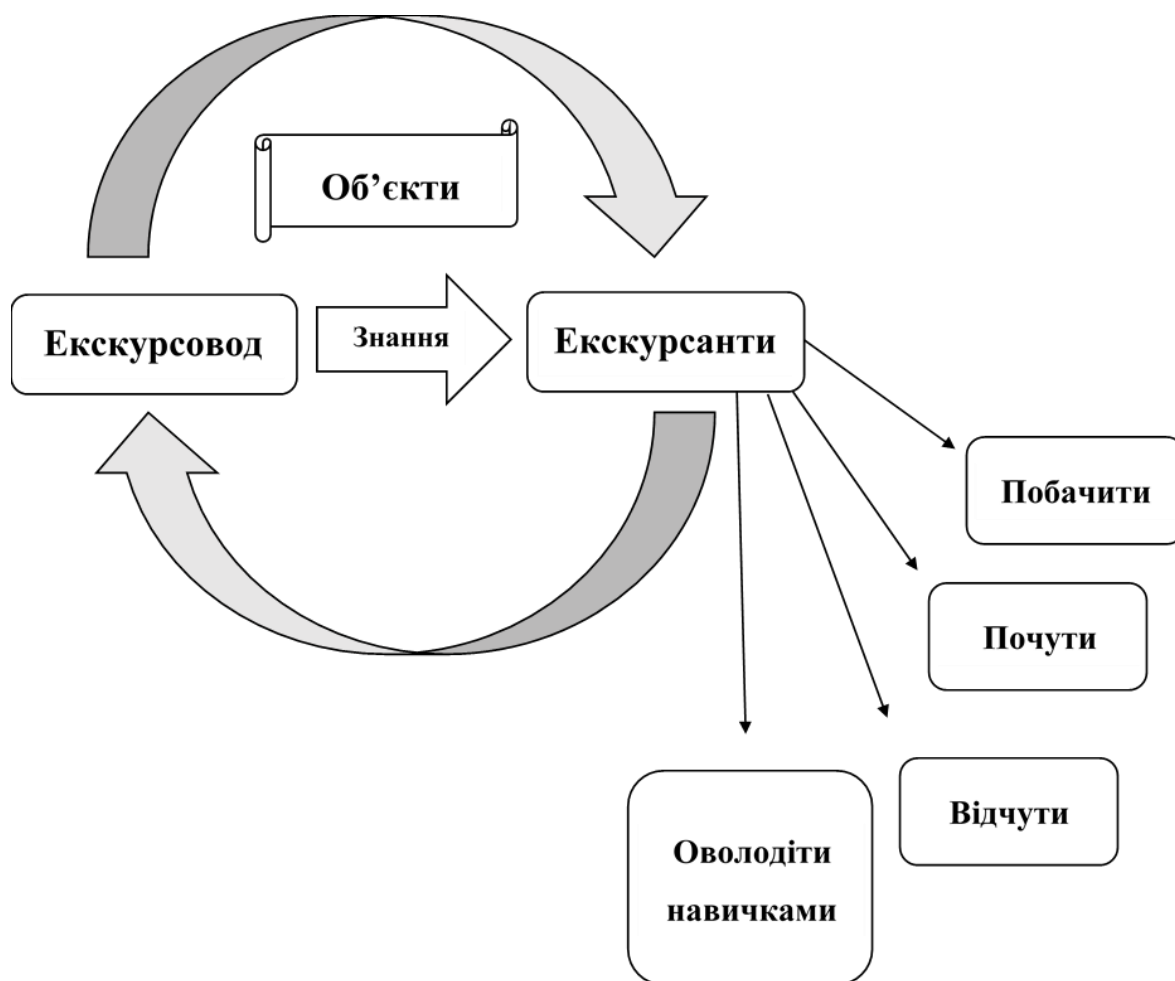 Об’єкти
Екскурсовод
Знання
Екскурсанти
Побачити
Почути
Відчути
Оволодіти
навичками